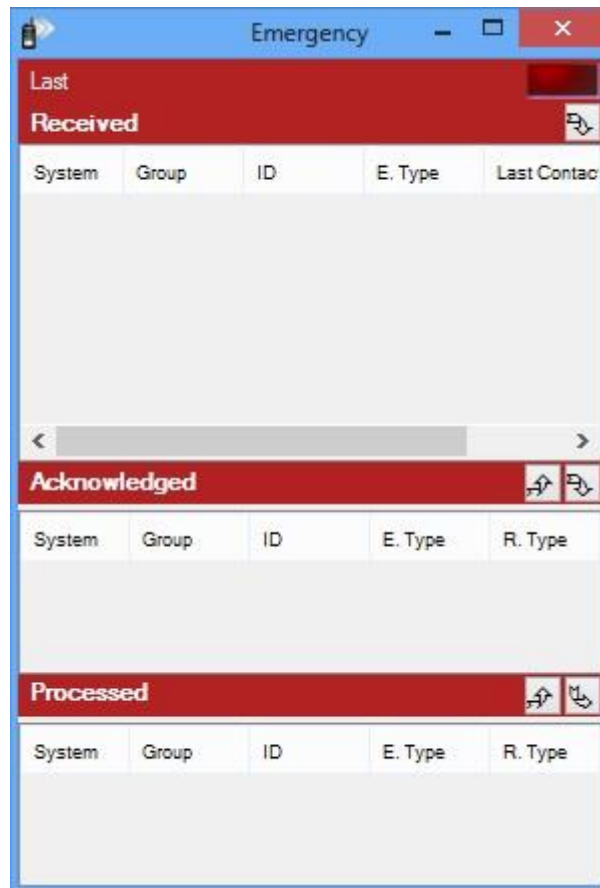 Emergency
Last
Received
System Group ID E. Type Last Contac
Acknowledged
System Group ID E. Type R. Type
Processed
System Group ID E. Type R. Type